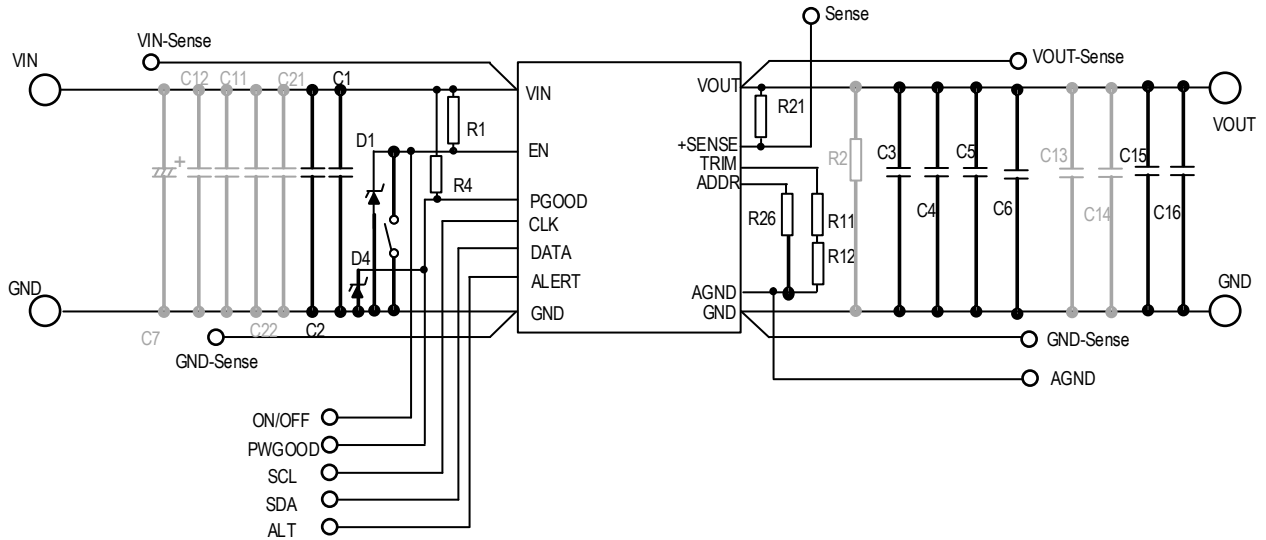 Sense
VIN-Sense
VOUT-Sense
VIN
C12
C11
C21
C1
VIN
VOUT
R21
R1
VOUT
D1
EN
+SENSE
TRIM
ADDR
R2
C3
C5
C13
C15
R4
PGOOD
CLK
R26
R11
C4
C6
C14
C16
DATA
D4
R12
ALERT
GND
AGND
GND
GND
GND
C7
C22
C2
GND-Sense
GND-Sense
AGND
ON/OFF
PWGOOD
SCL
SDA
ALT
+